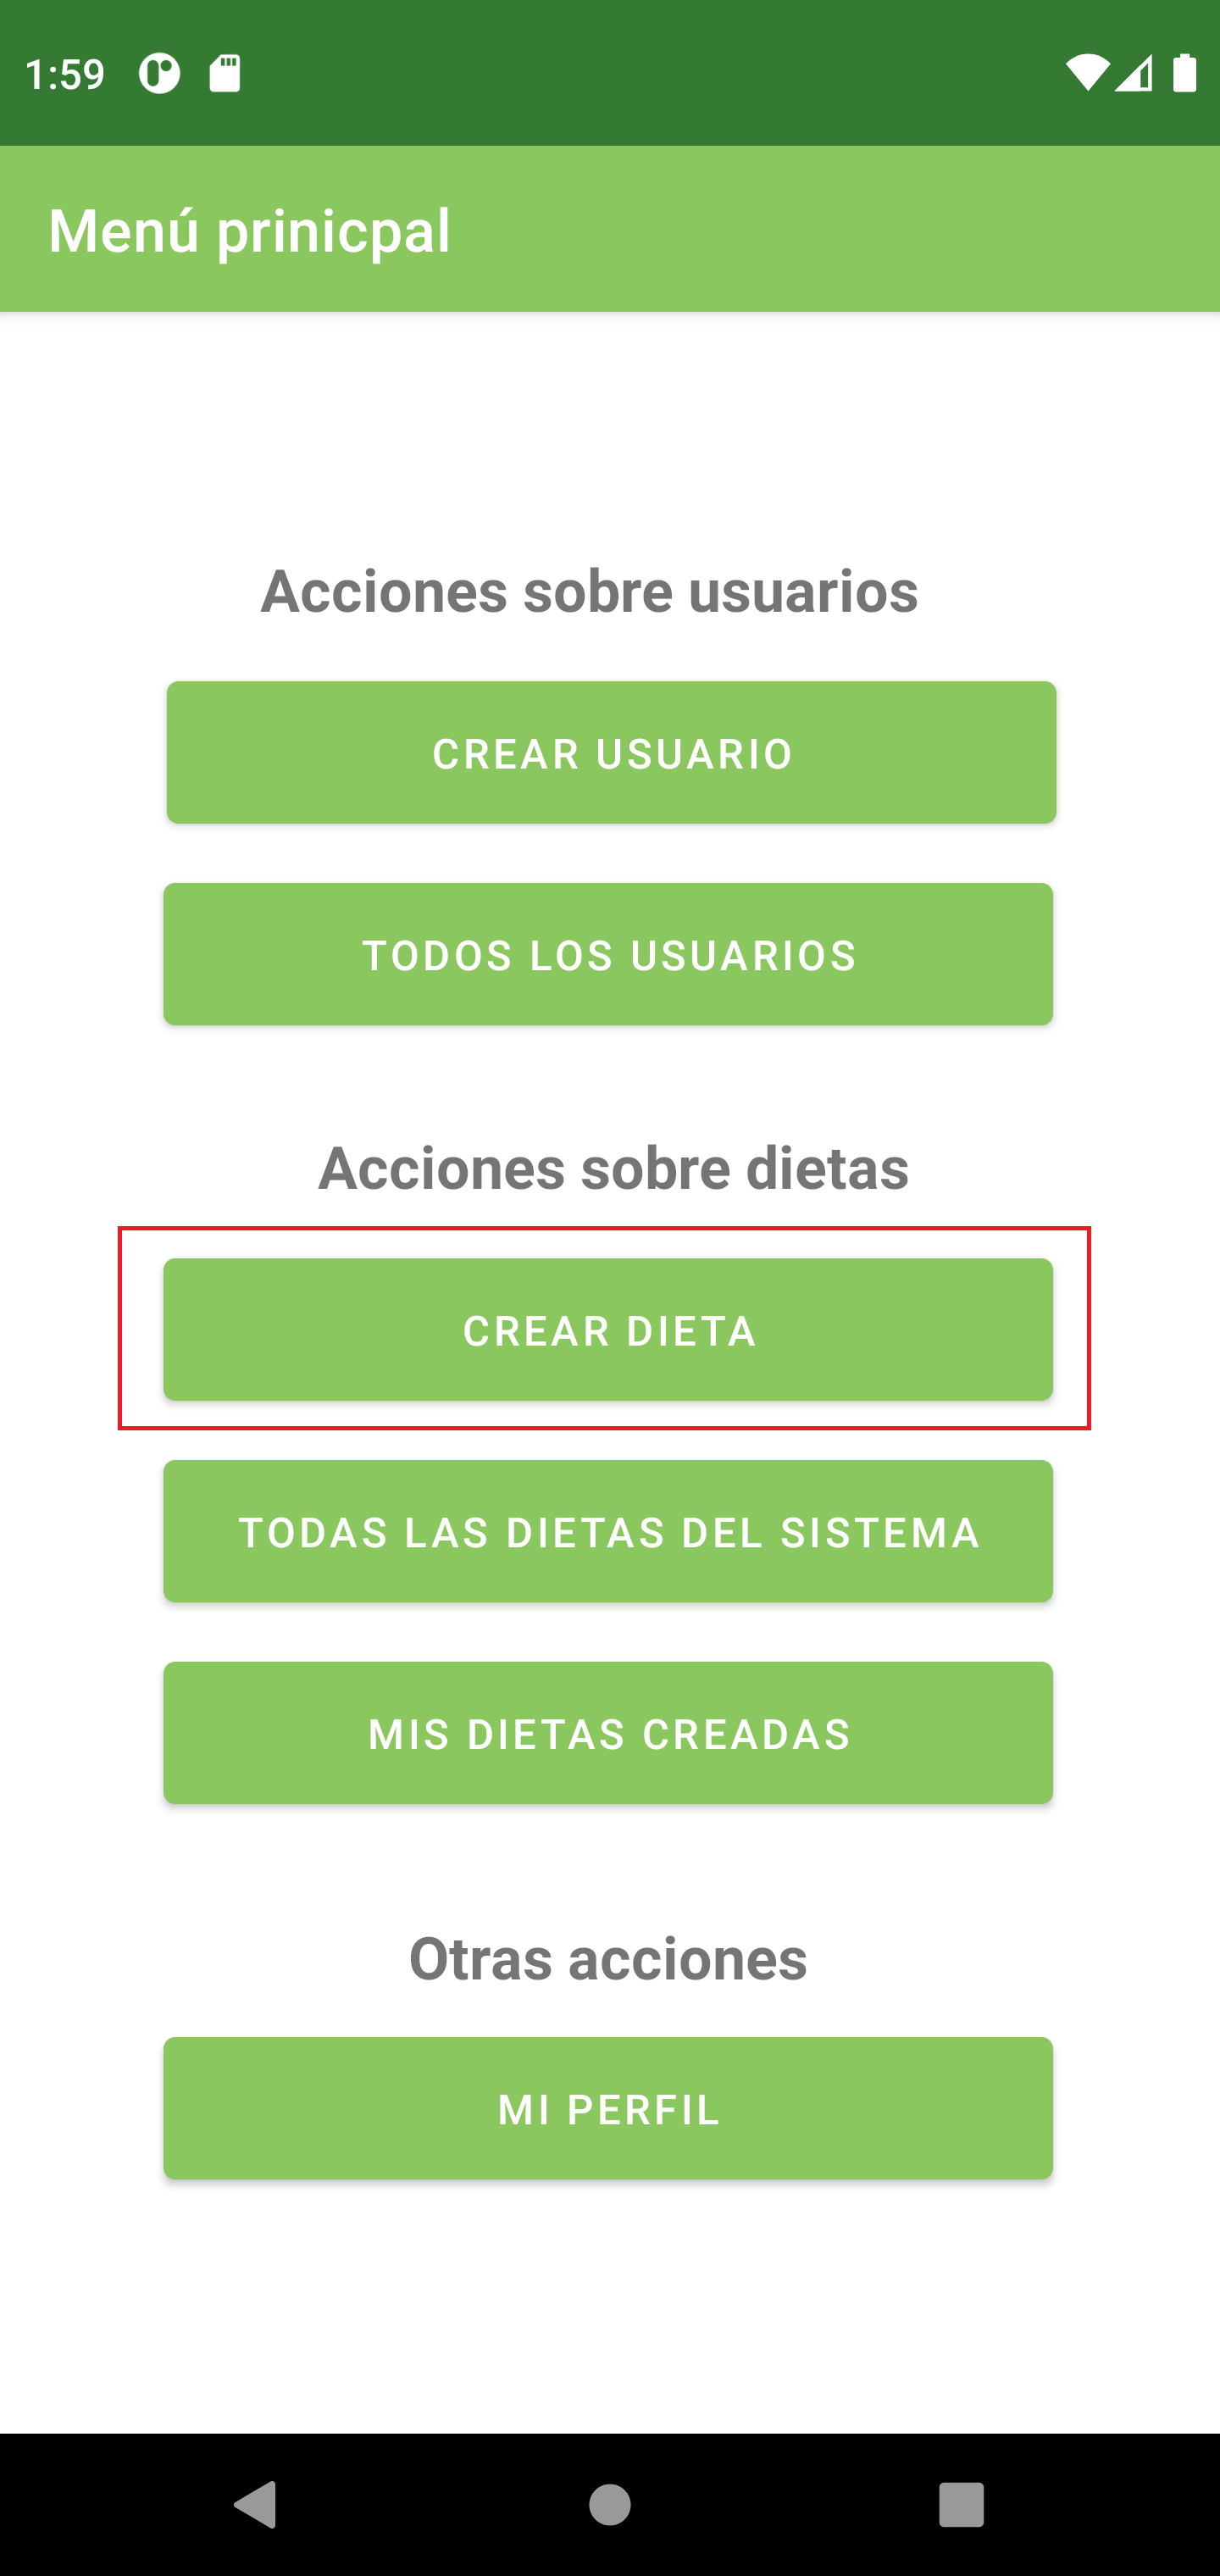 1:59
Menú prinicpal
Acciones sobre usuarios
CREAR USUARIO
TODOS LOS USUARIOS
Acciones sobre dietas
CREAR DIETA
TODAS LAS DIETAS DEL SISTEMA
MIS DIETAS CREADAS
Otras acciones
MI PERFIL